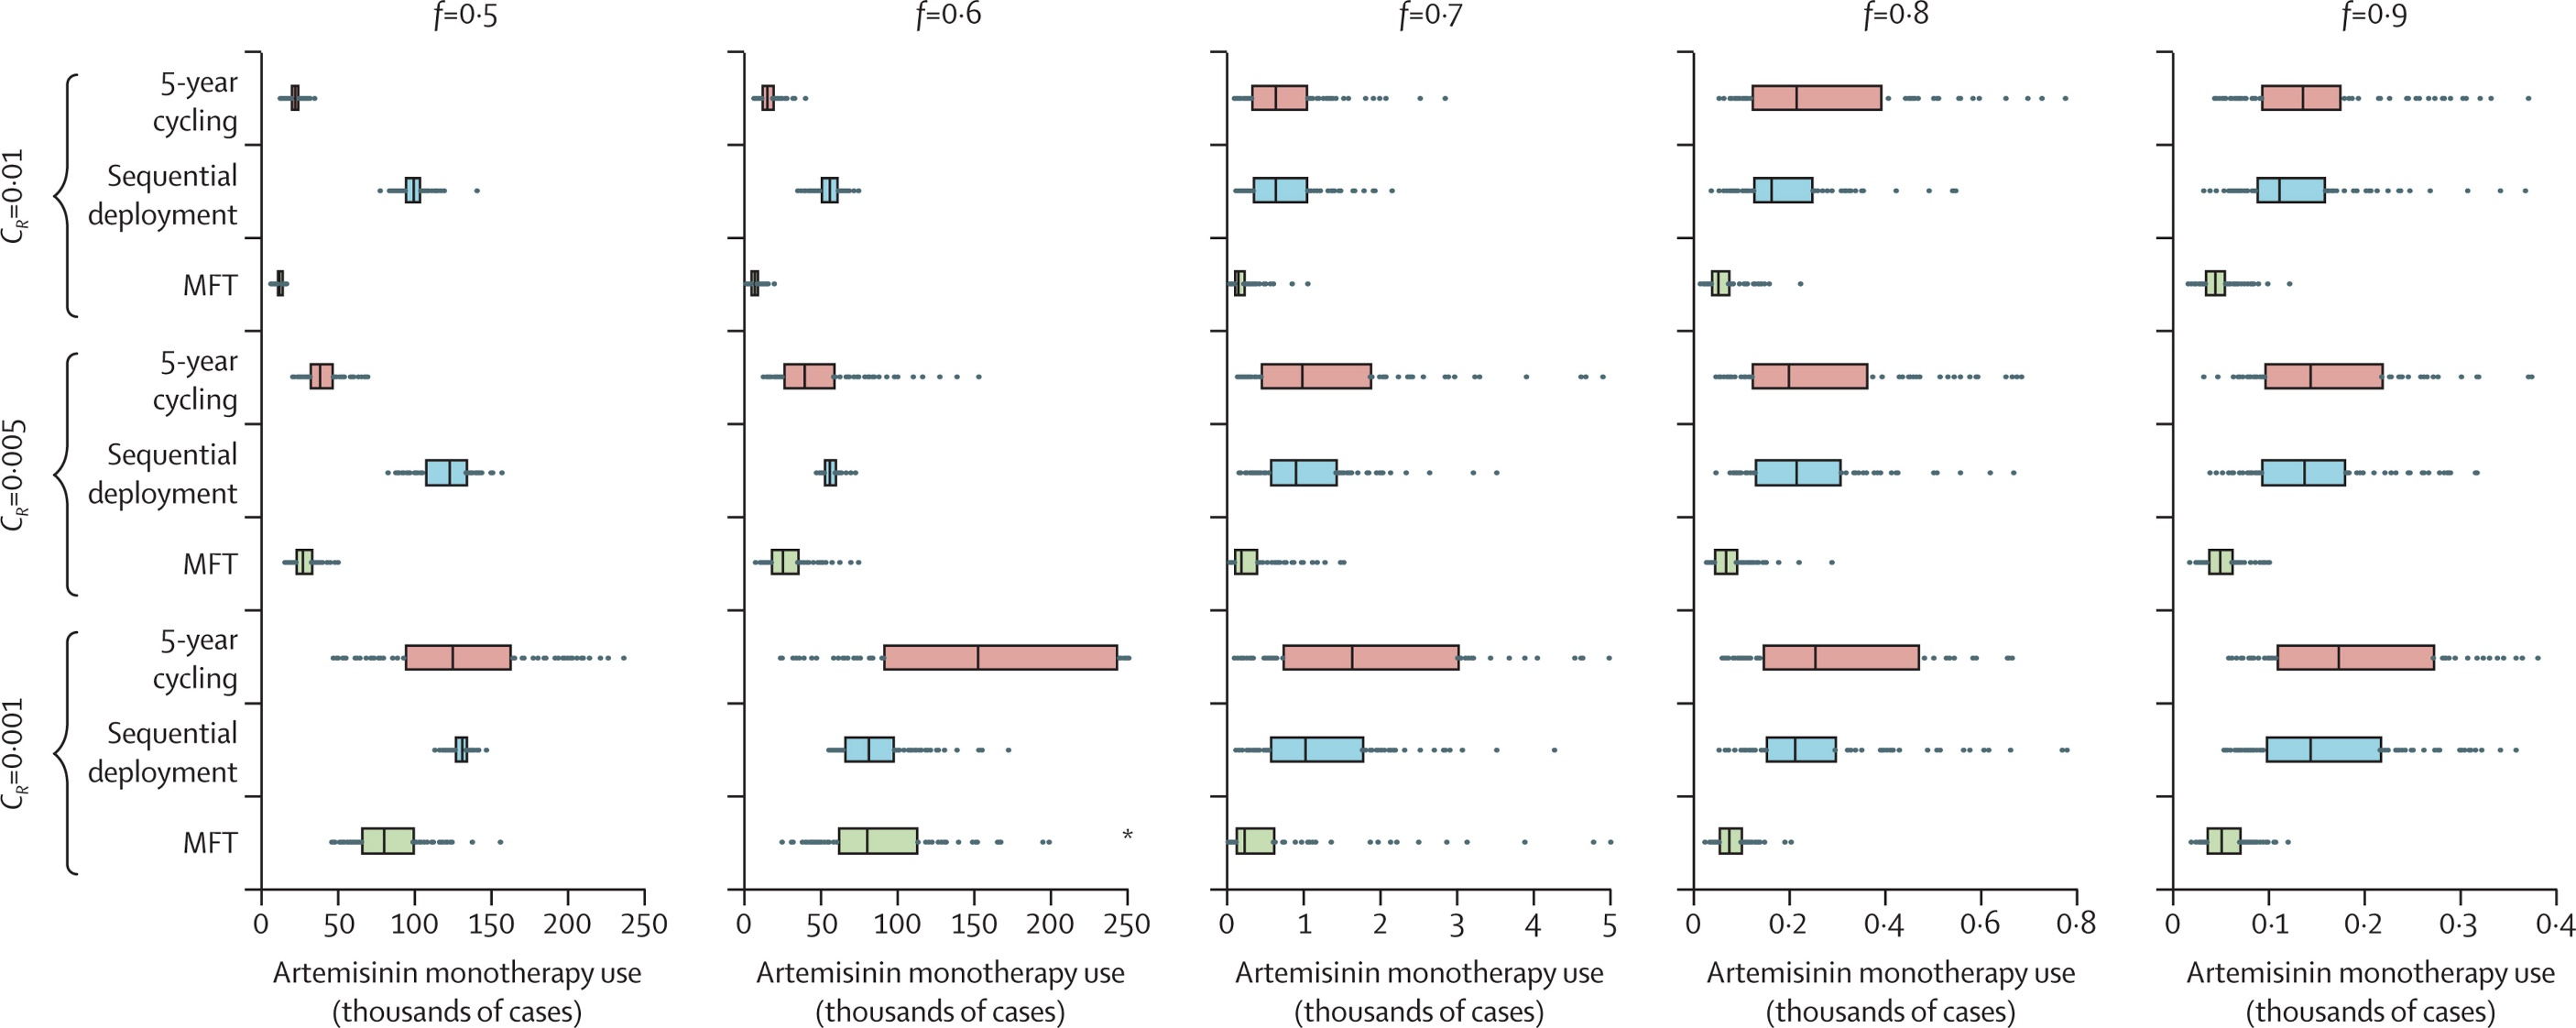 f=0·5 f=0·6 f=0·7 f=0·8 f=0·9
C_R=0·01
5-year
cycling
Sequential
deployment
MFT
C_R=0·005
5-year
cycling
Sequential
deployment
MFT
C_R=0·001
5-year
cycling
Sequential
deployment
MFT
*
0 50 100 150 200 250
0 50 100 150 200 250
0 1 2 3 4 5
0 0·2 0·4 0·6 0·8
0 0·1 0·2 0·3 0·4
Artemisinin monotherapy use
(thousands of cases)
Artemisinin monotherapy use
(thousands of cases)
Artemisinin monotherapy use
(thousands of cases)
Artemisinin monotherapy use
(thousands of cases)
Artemisinin monotherapy use
(thousands of cases)